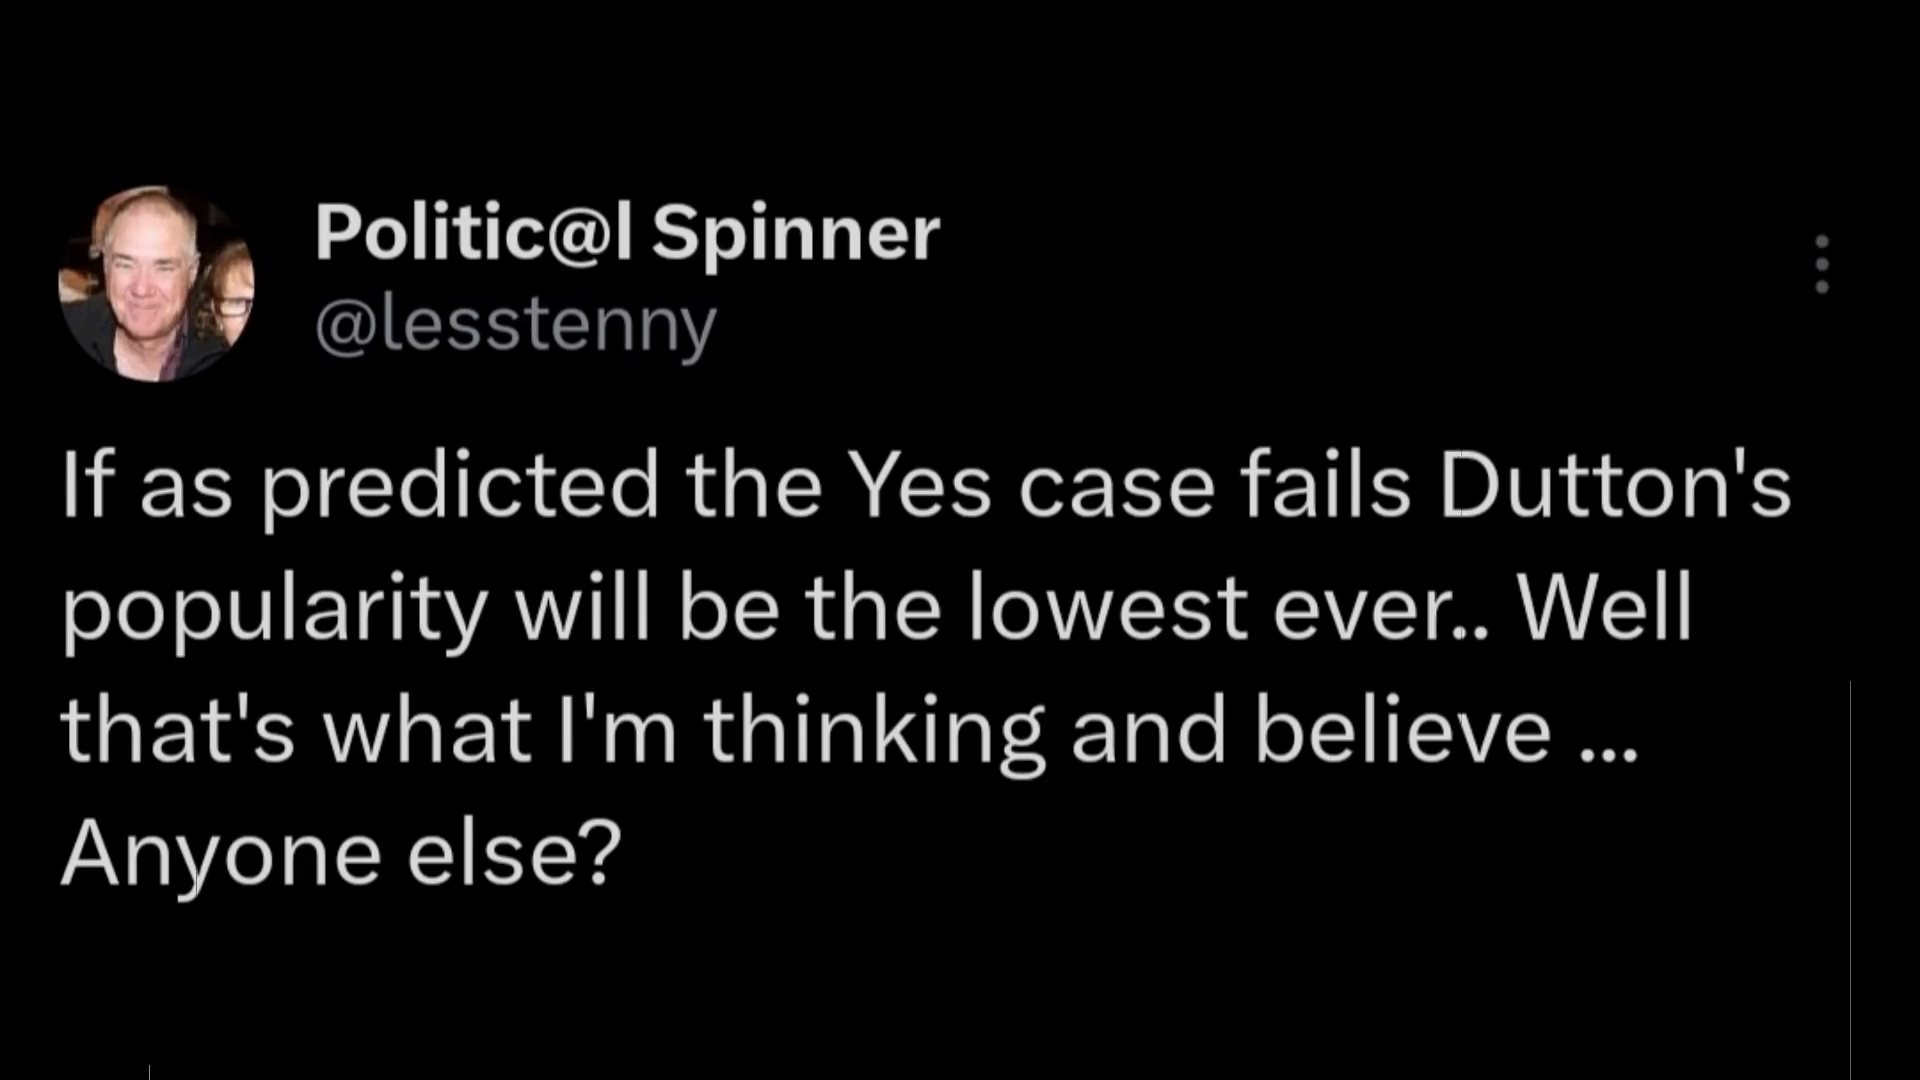 Politic@l Spinner
@lesstenny
If as predicted the Yes case fails Dutton's
popularity will be the lowest ever.. Well
that's what I'm thinking and believe ...
Anyone else?